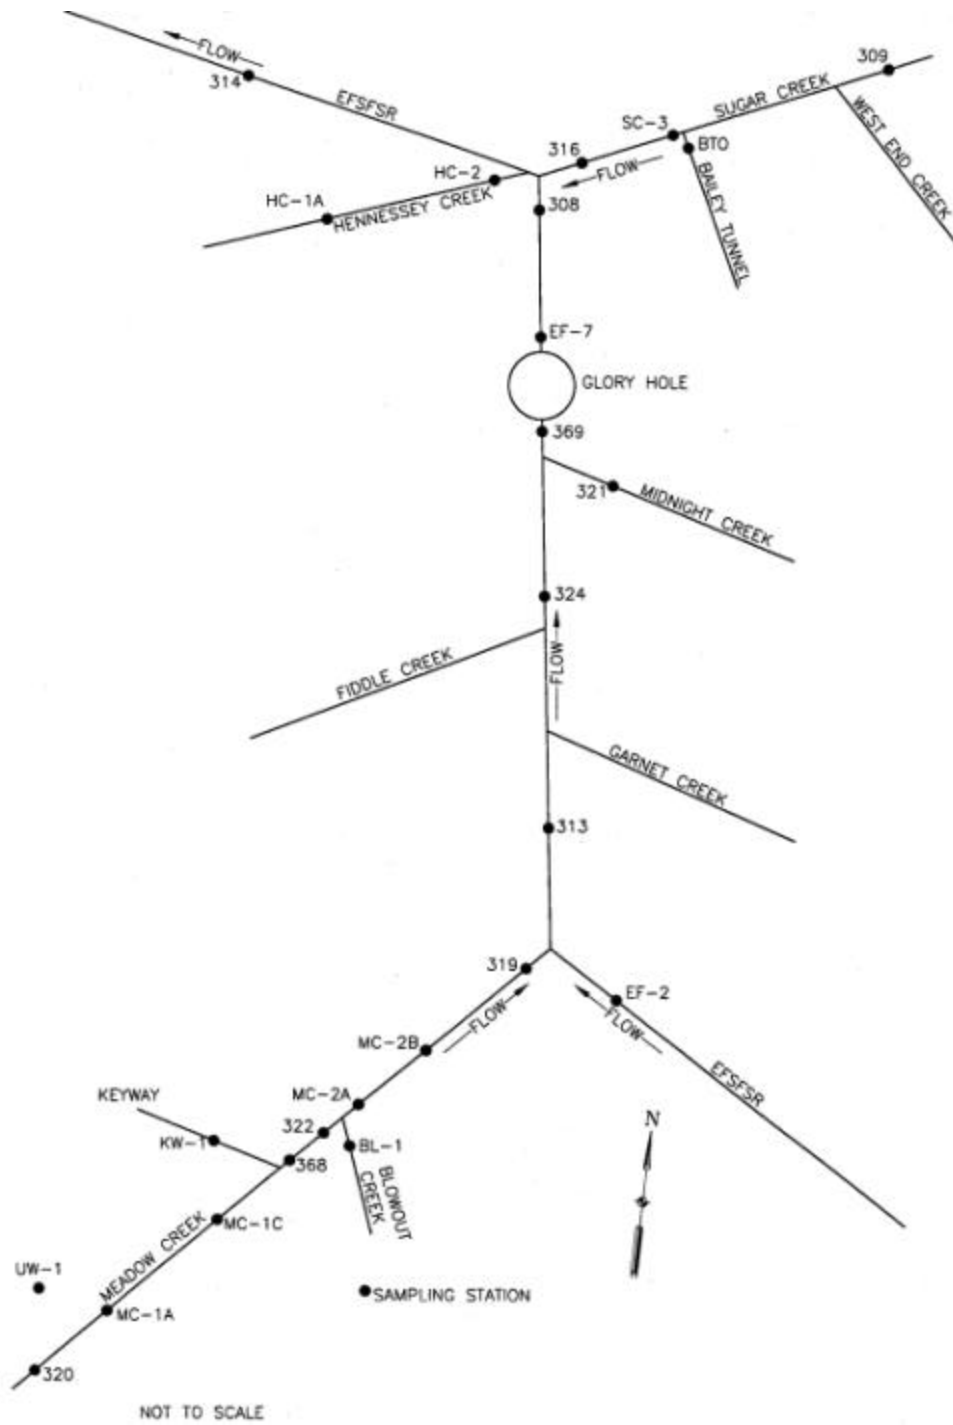 309
FLOW
314
EFSFSR
SUGAR CREEK
WEST END CREEK
SC-3
BTO
316
FLOW
BAILEY TUNNEL
HC-2
HC-1A
HENNESSEY CREEK
308
EF-7
GLORY HOLE
369
321
MIDNIGHT CREEK
324
FLOW
FIDDLE CREEK
GARNET CREEK
313
319
EF-2
FLOW
FLOW
MC-2B
EFSFSR
KEYWAY
MC-2A
N
322
KW-1
BL-1
368
BLOWOUT
CREEK
MC-1C
MEADOW CREEK
UW-1
SAMPLING STATION
MC-1A
320
NOT TO SCALE